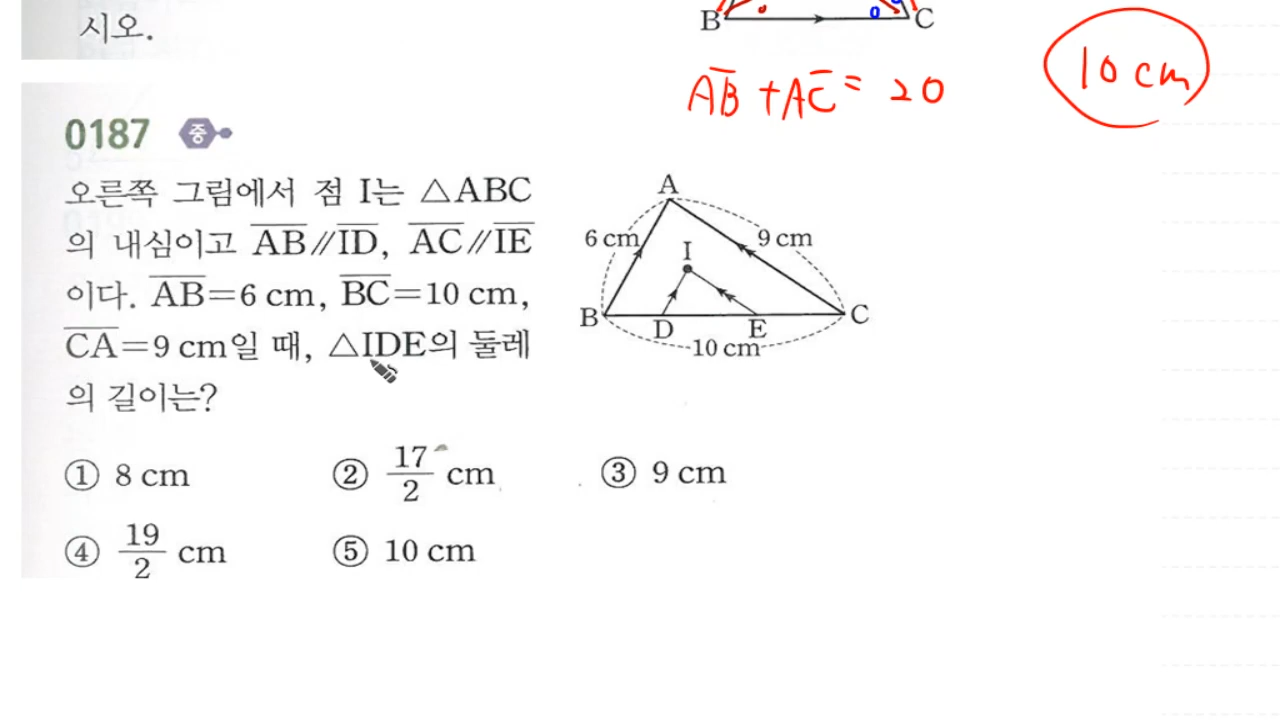 시오.
B C
AB + AC = 20
10 cm
0187 중
오른쪽 그림에서 점 I는 △ABC
의 내심이고 AB∥ID, AC∥IE
이다. AB=6 cm, BC=10 cm,
CA=9 cm일 때, △IDE의 둘레
의 길이는?
A
6 cm
9 cm
I
B D E C
10 cm
① 8 cm ② 17/2 cm ③ 9 cm
④ 19/2 cm ⑤ 10 cm